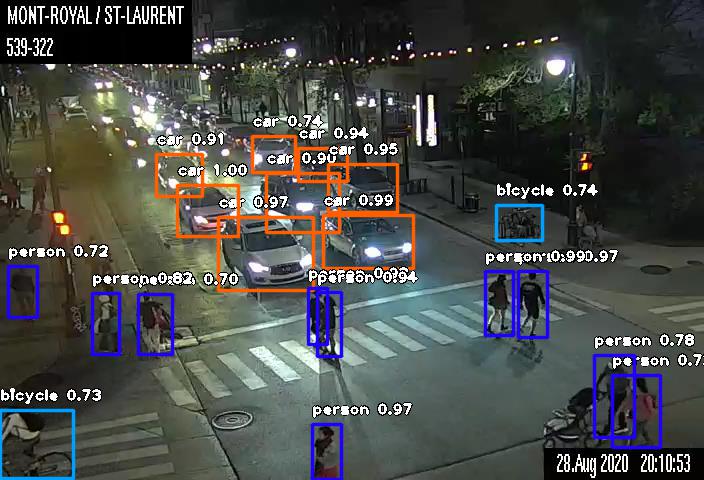 MONT-ROYAL / ST-LAURENT
539-322
car 0.74
car 0.94
car 0.91
car 0.90
car 0.95
car 1.00
car 0.97
car 0.99
bicycle 0.74
person 0.72
person 0.82
0.70
person 0.94
0.97
person 0.78
person 0.7
bicycle 0.73
person 0.97
28.Aug 2020 20:10:53